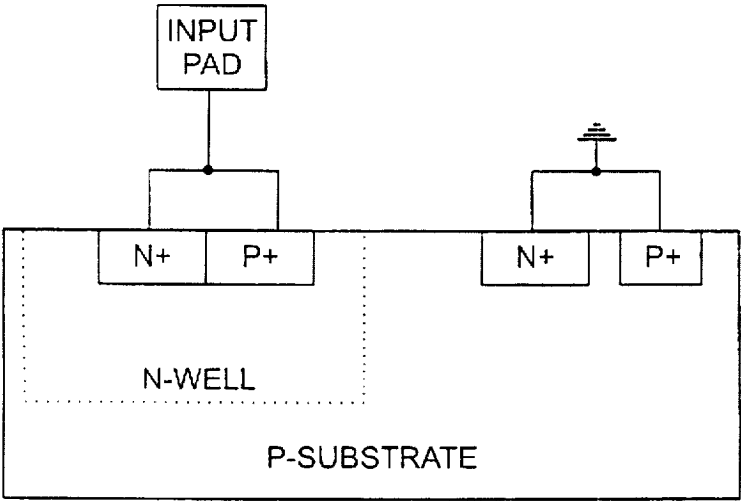 INPUT
PAD
N+
P+
N+
P+
N-WELL
P-SUBSTRATE